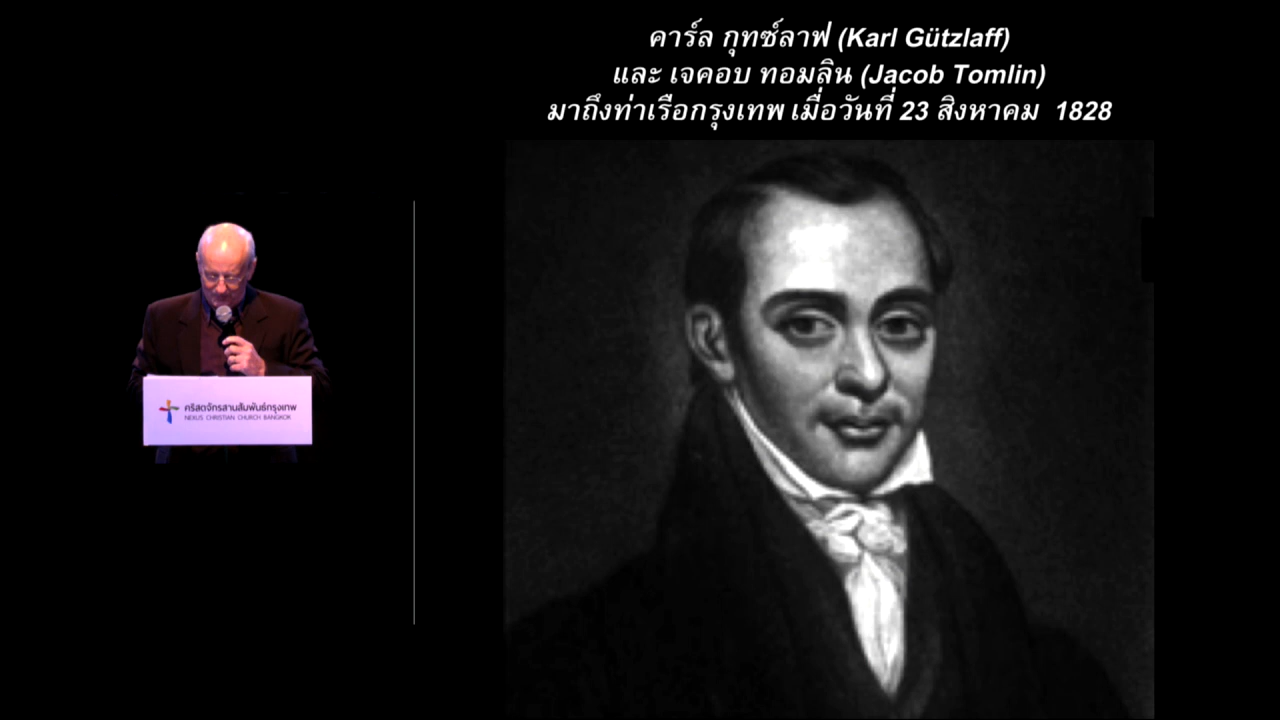 คาร์ล กุทซ์ลาฟ (Karl Gützlaff)
และ เจคอบ ทอมลิน (Jacob Tomlin)
มาถึงท่าเรือกรุงเทพ เมื่อวันที่ 23 สิงหาคม 1828
คริสตจักรสานสัมพันธ์กรุงเทพ
NEXUS CHRISTIAN CHURCH BANGKOK